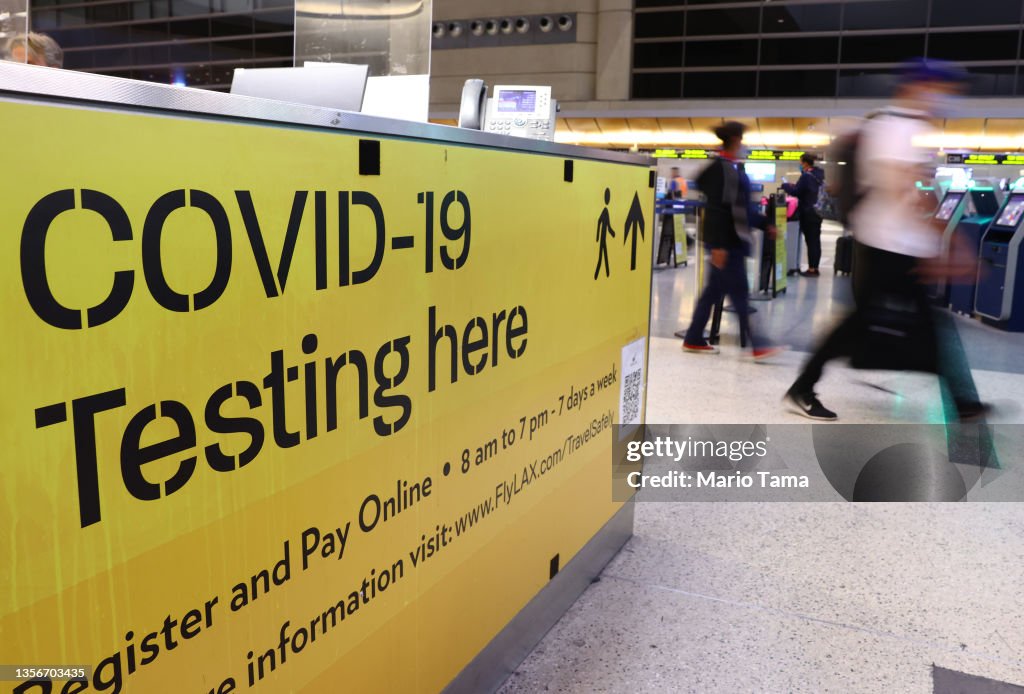 COVID-19
Testing here
Register and Pay Online • 8 am to 7 pm - 7 days a week
information visit: www.FlyLAX.com/TravelSafely
gettyimages®
Mario Tama
1356703435